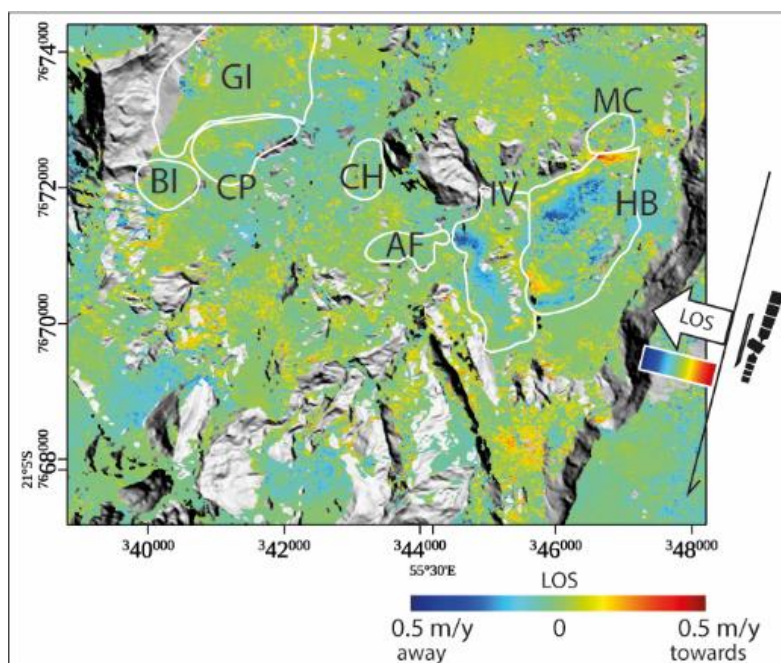 7674000
GI
MC
BI
CP
CH
IV
HB
7672000
AF
LOS
7670000
7668000
21°5'S
340000
342000
344000
346000
348000
55°30'E
LOS
0.5 m/y
0
0.5 m/y
away
towards